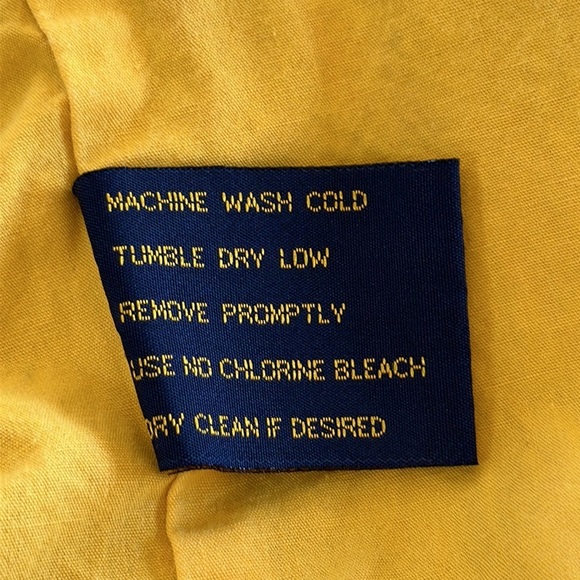 MACHINE WASH COLD
TUMBLE DRY LOW
REMOVE PROMPTLY
USE NO CHLORINE BLEACH
DRY CLEAN IF DESIRED